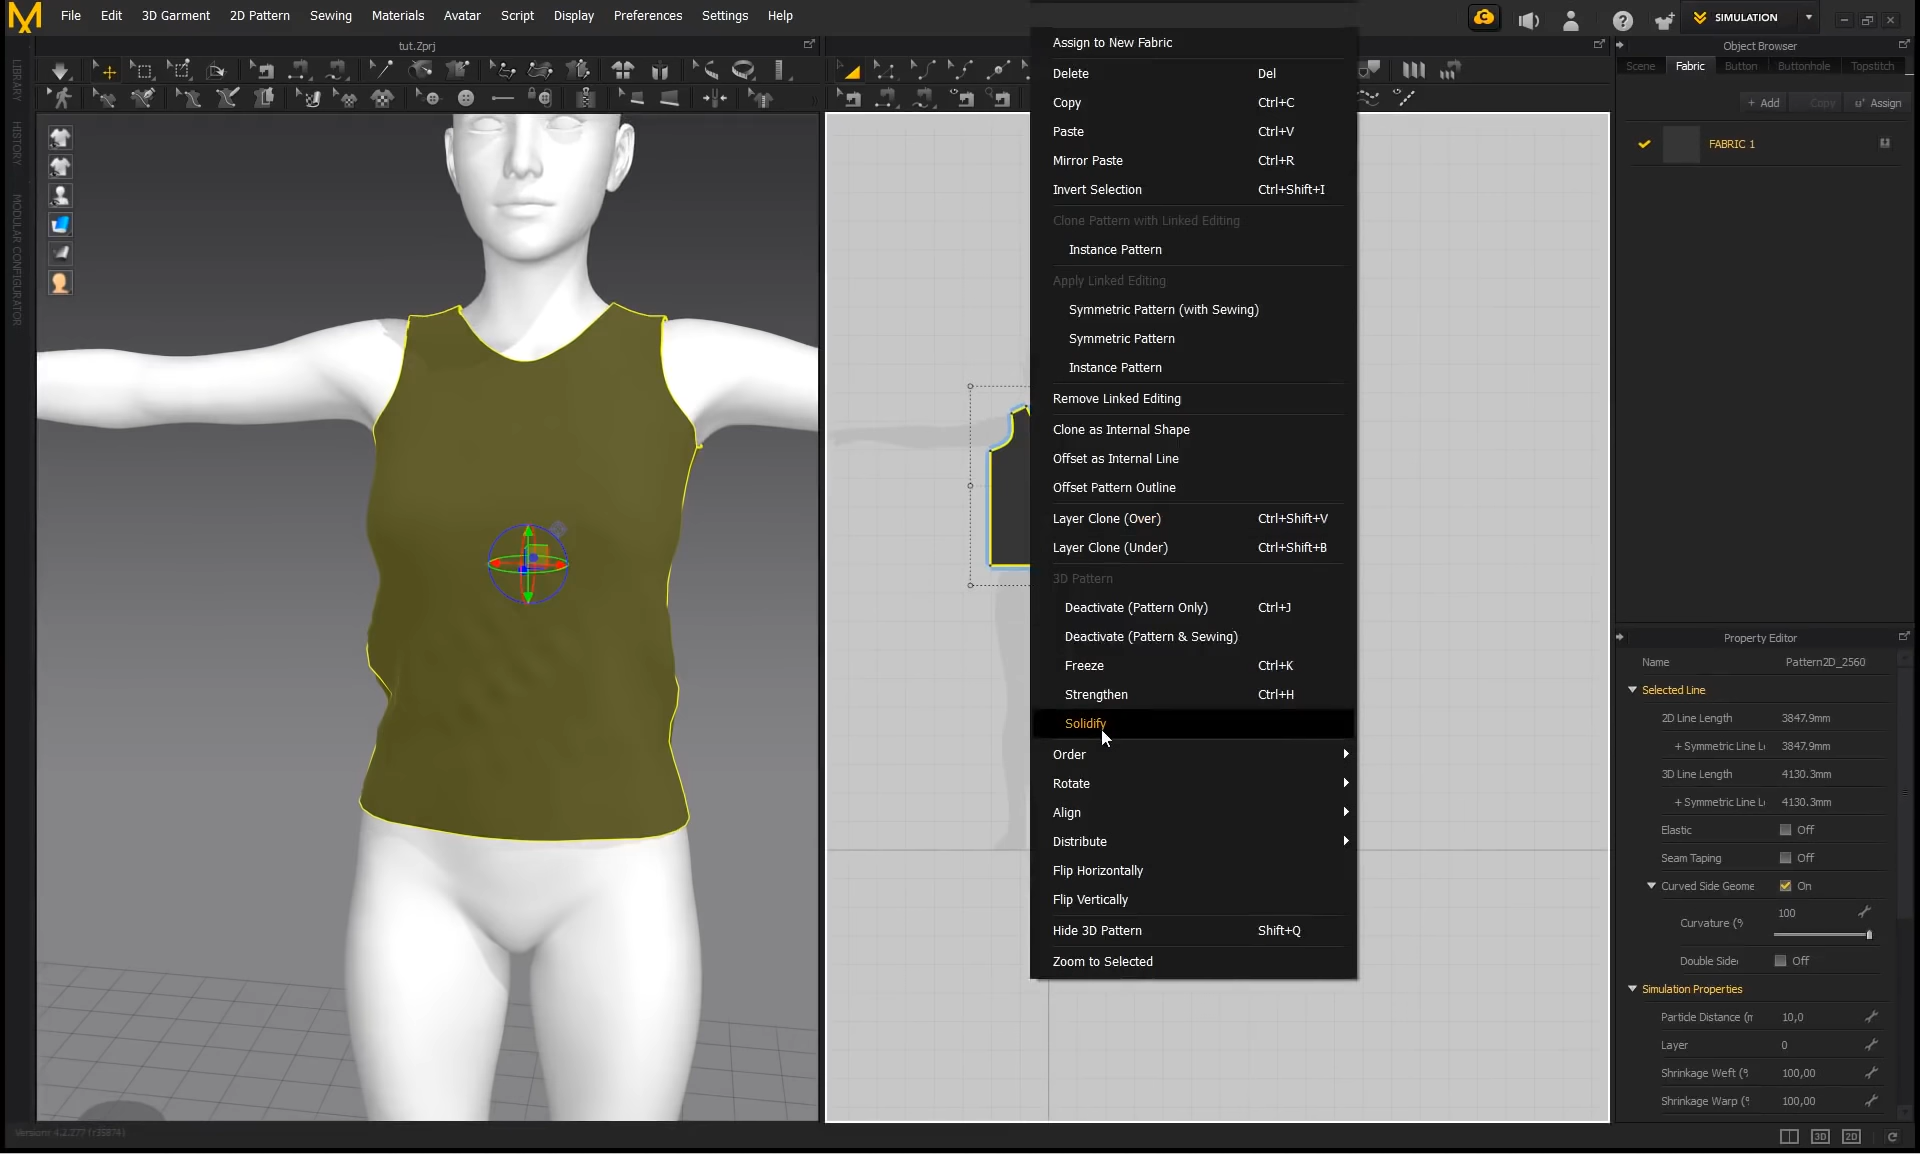 File Edit 3D Garment 2D Pattern Sewing Materials Avatar Script Display Preferences Settings Help
SIMULATION
tut.Zprj
Object Browser
Scene Fabric Button Buttonhole Topstitch
+ Add Copy Assign
FABRIC 1
LIBRARY
HISTORY
MODULAR CONFIGURATOR
Assign to New Fabric
Delete Del
Copy Ctrl+C
Paste Ctrl+V
Mirror Paste Ctrl+R
Invert Selection Ctrl+Shift+I
Clone Pattern with Linked Editing
Instance Pattern
Apply Linked Editing
Symmetric Pattern (with Sewing)
Symmetric Pattern
Instance Pattern
Remove Linked Editing
Clone as Internal Shape
Offset as Internal Line
Offset Pattern Outline
Layer Clone (Over) Ctrl+Shift+V
Layer Clone (Under) Ctrl+Shift+B
3D Pattern
Deactivate (Pattern Only) Ctrl+J
Deactivate (Pattern & Sewing)
Freeze Ctrl+K
Strengthen Ctrl+H
Solidify
Order
Rotate
Align
Distribute
Flip Horizontally
Flip Vertically
Hide 3D Pattern Shift+Q
Zoom to Selected
Property Editor
Name Pattern2D_2560
Selected Line
2D Line Length 3847.9mm
+ Symmetric Line L 3847.9mm
3D Line Length 4130.3mm
+ Symmetric Line L 4130.3mm
Elastic Off
Seam Taping Off
Curved Side Geome On
Curvature (% 100
Double Side Off
Simulation Properties
Particle Distance (m 10,0
Layer 0
Shrinkage Weft (% 100,00
Shrinkage Warp (% 100,00
3D 2D